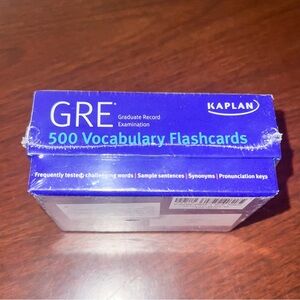 GRE®
Graduate Record
Examination
KAPLAN
500 Vocabulary Flashcards
Frequently tested, challenging words | Sample sentences | Synonyms | Pronunciation keys